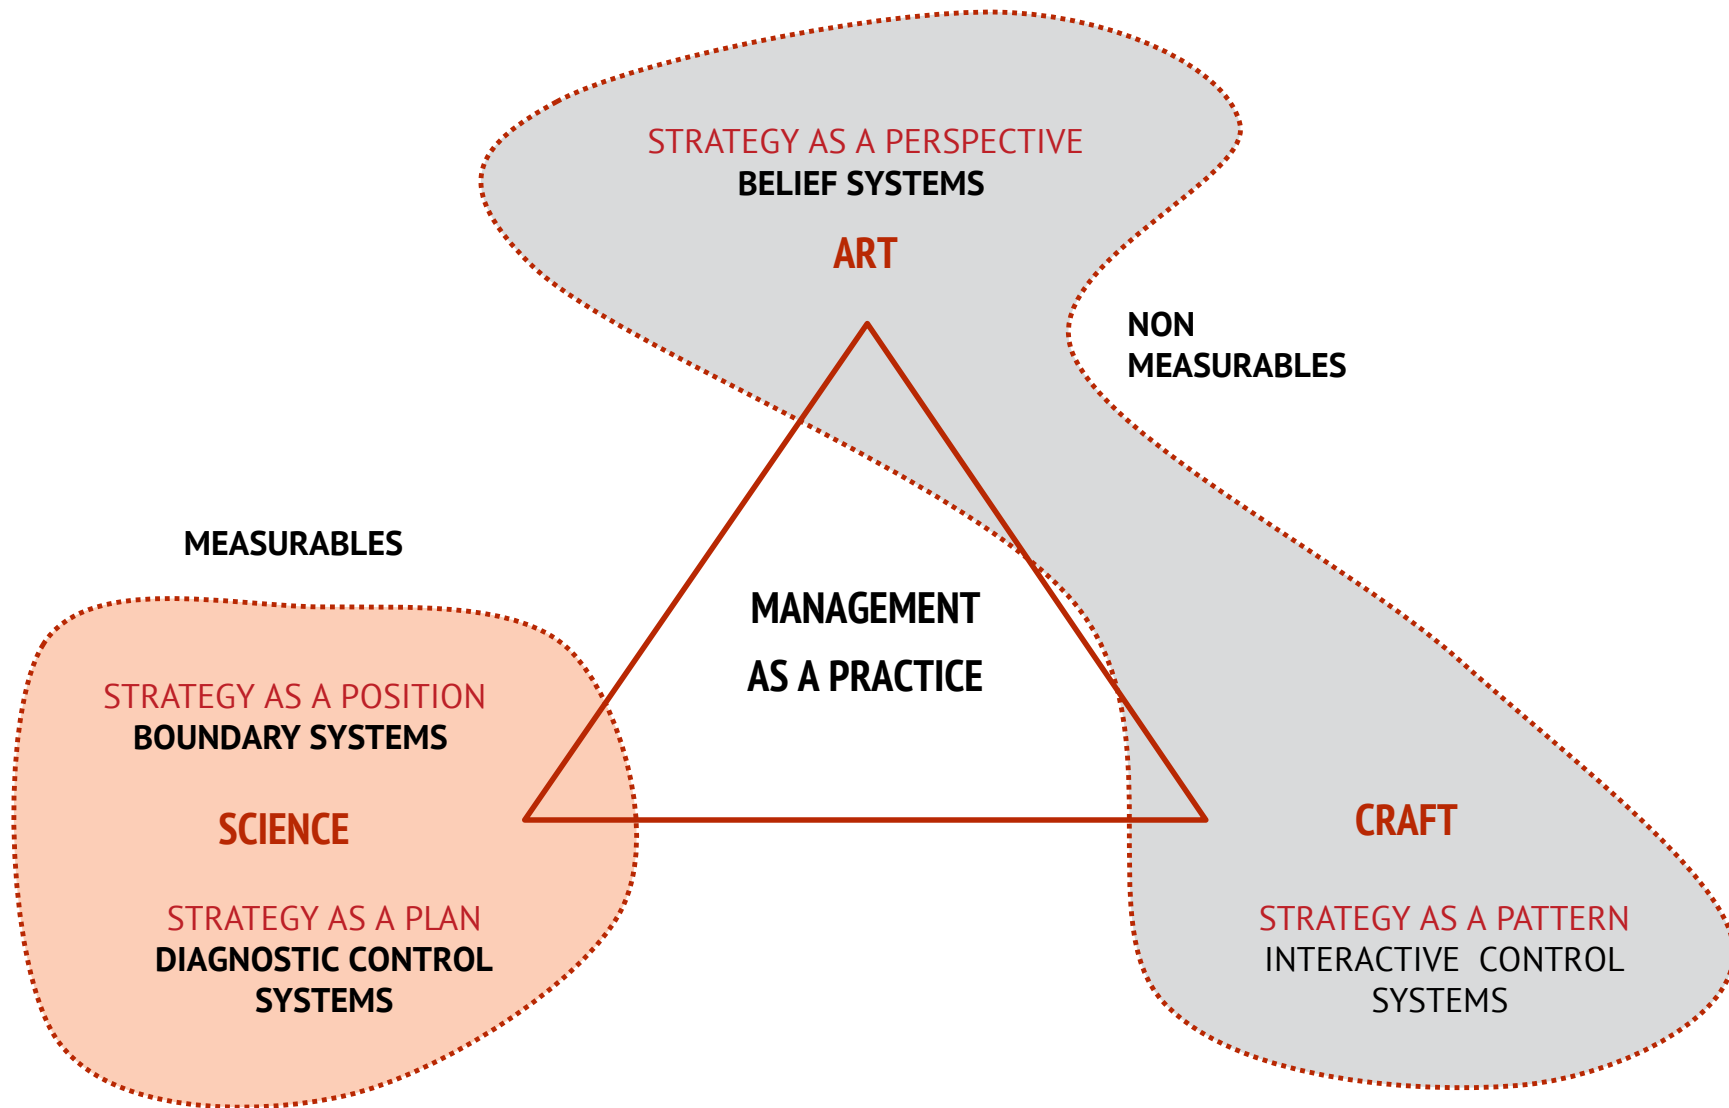 STRATEGY AS A PERSPECTIVE
BELIEF SYSTEMS
ART
NON
MEASURABLES
MEASURABLES
MANAGEMENT
AS A PRACTICE
STRATEGY AS A POSITION
BOUNDARY SYSTEMS
SCIENCE
STRATEGY AS A PLAN
DIAGNOSTIC CONTROL
SYSTEMS
CRAFT
STRATEGY AS A PATTERN
INTERACTIVE CONTROL
SYSTEMS